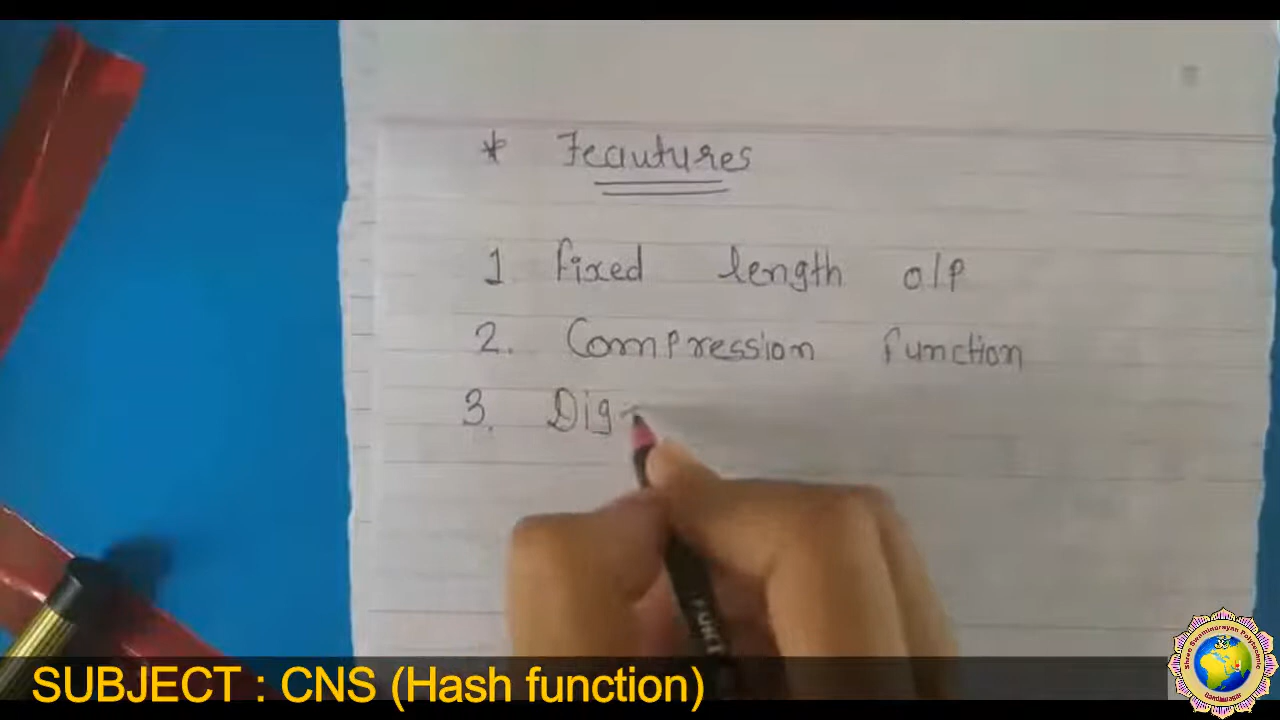 * Feautures
1 fixed length o/p
2. Compression function
3. Dig
SUBJECT : CNS (Hash function)